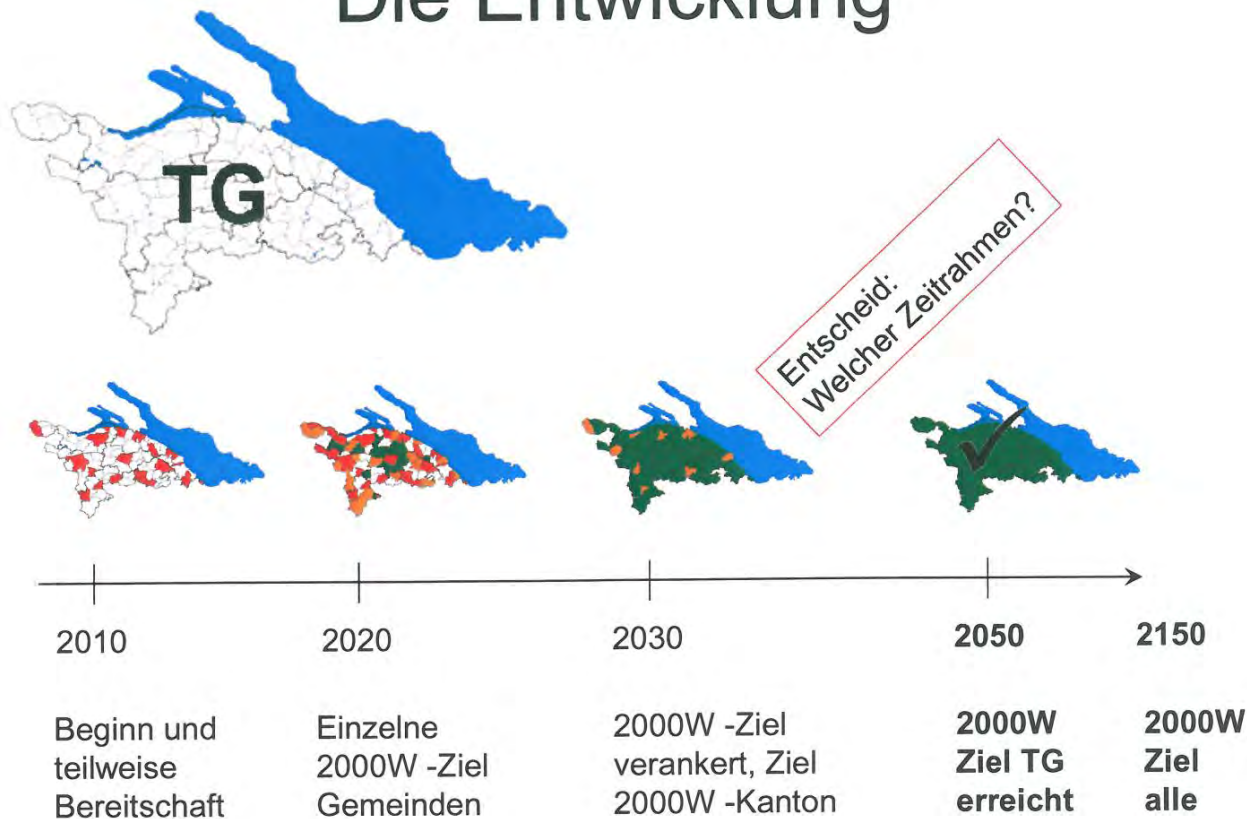 Die Entwicklung
TG
Entscheid:
Welcher Zeitrahmen?
2010
2020
2030
2050
2150
Beginn und
teilweise
Bereitschaft
Einzelne
2000W -Ziel
Gemeinden
2000W -Ziel
verankert, Ziel
2000W -Kanton
2000W
Ziel TG
erreicht
2000W
Ziel
alle